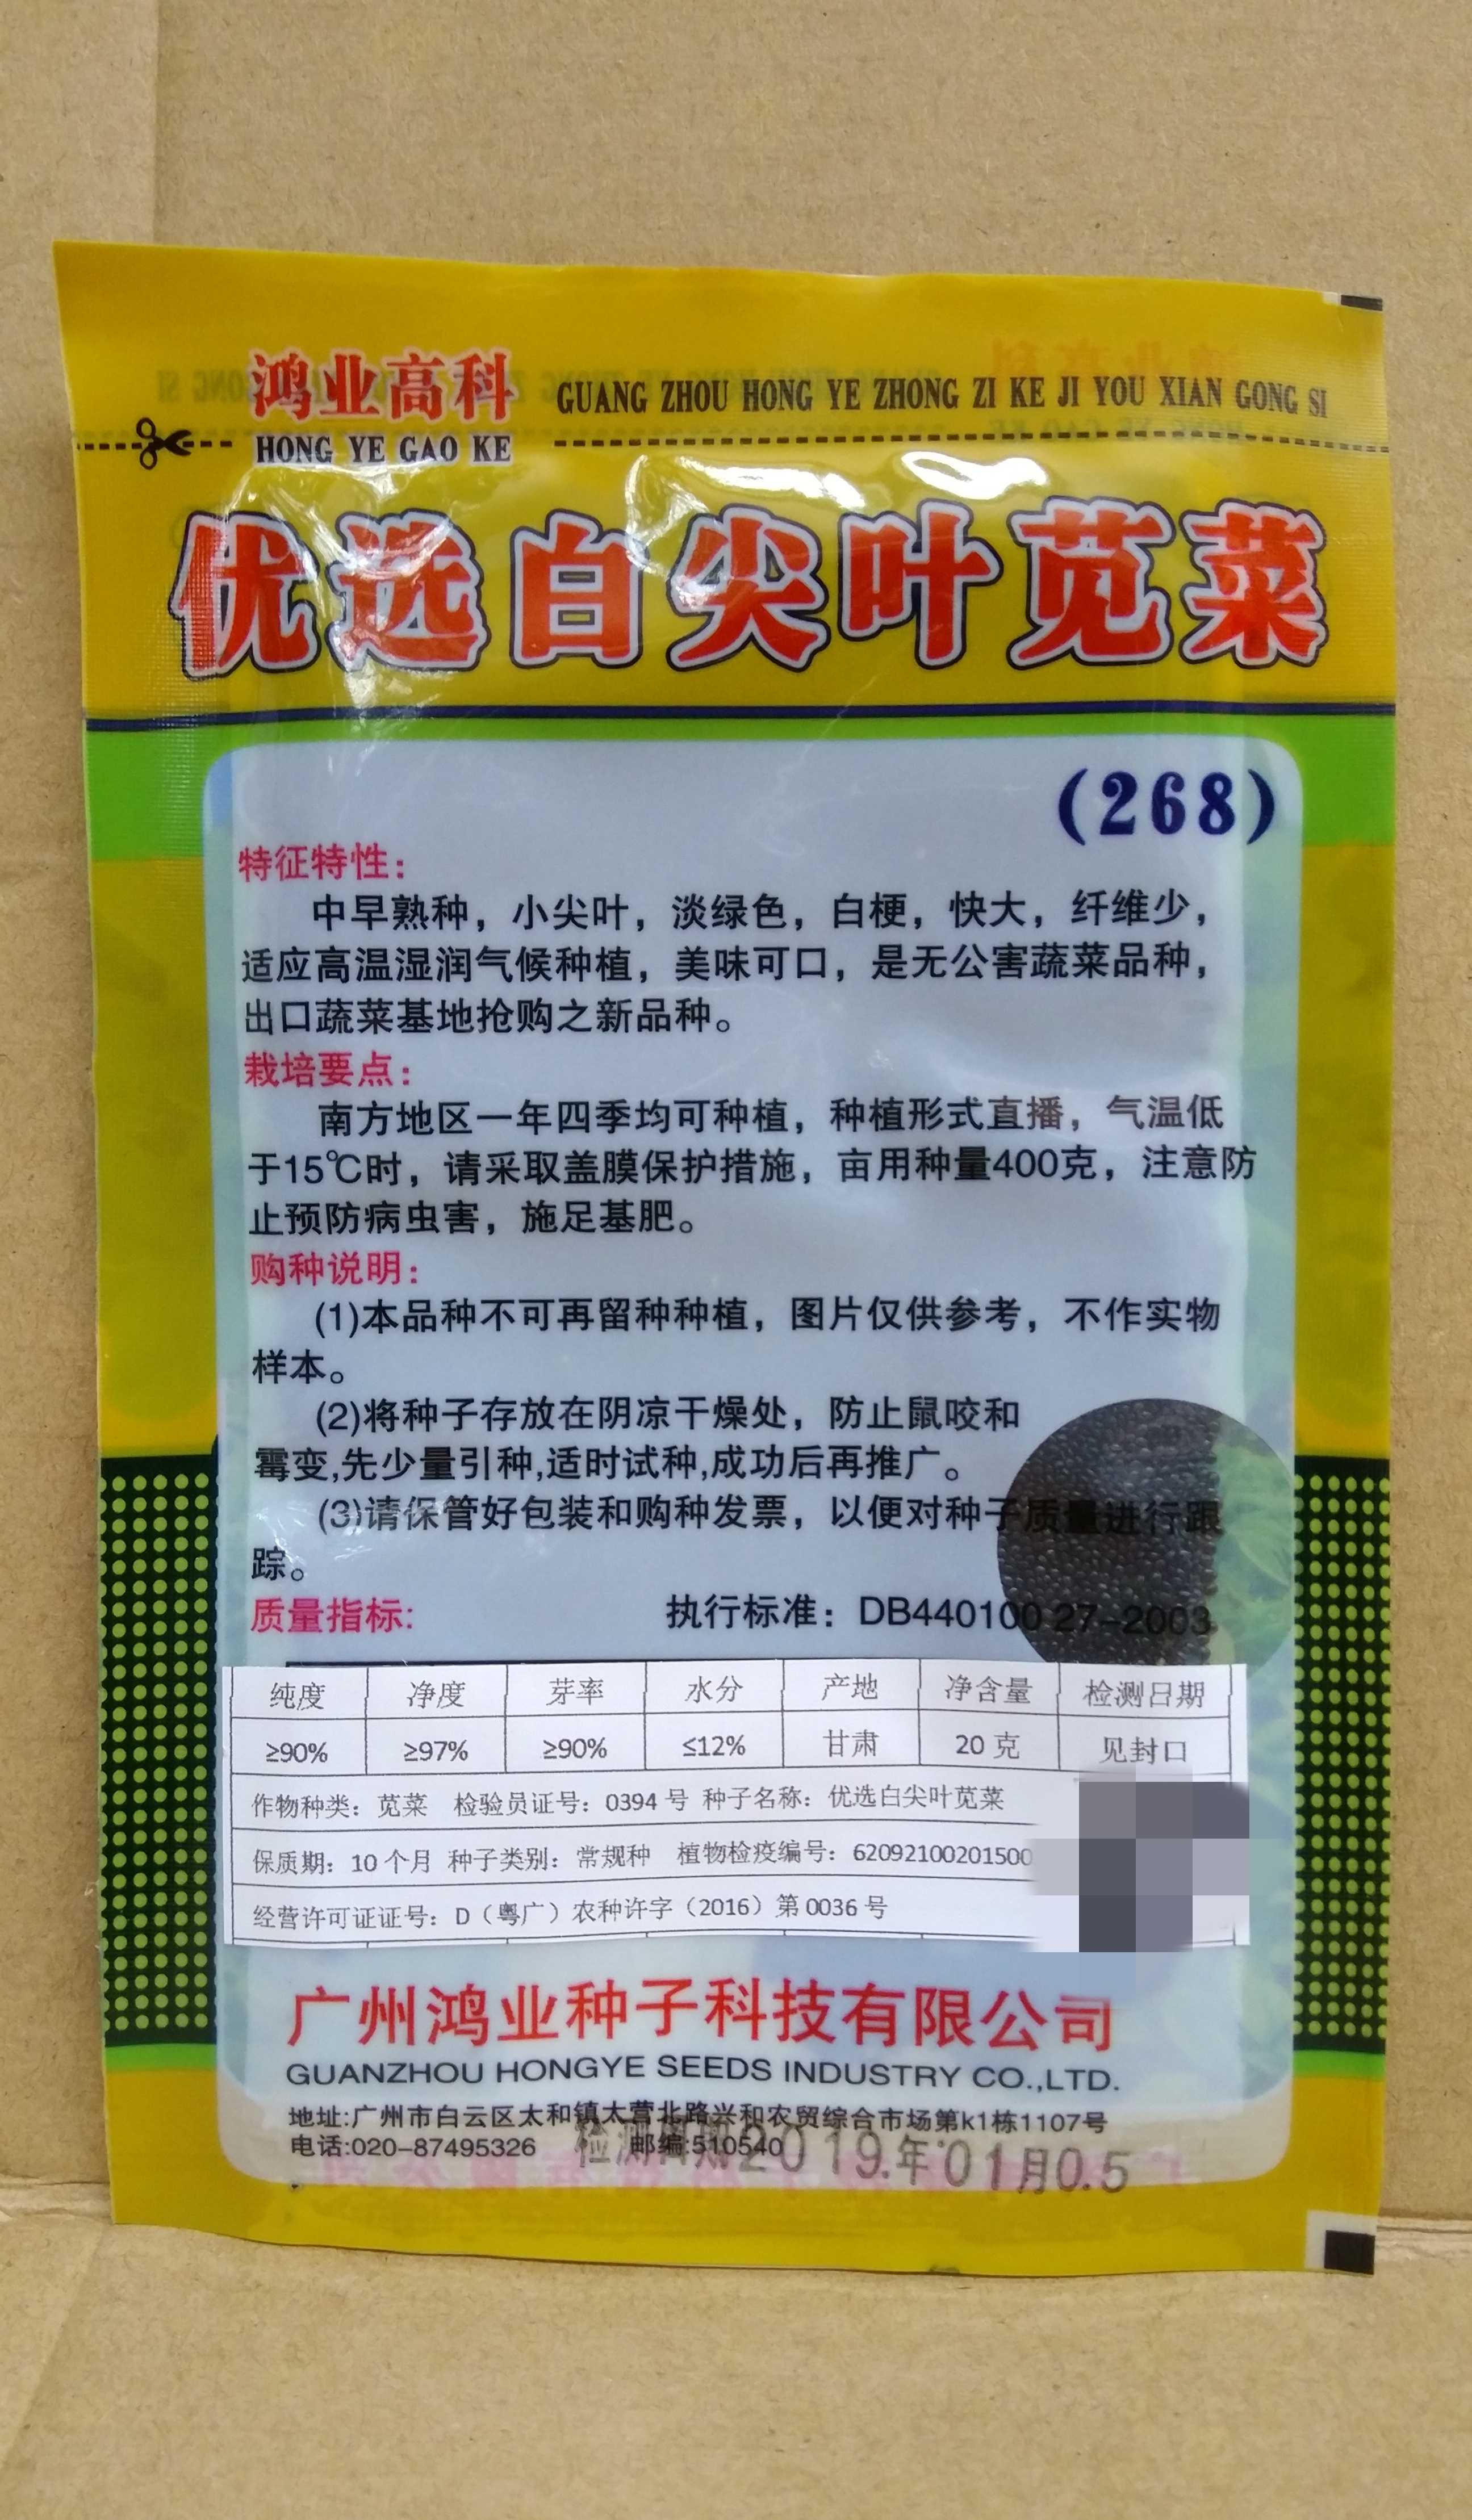 鸿业高科
GUANG ZHOU HONG YE ZHONG ZI KE JI YOU XIAN GONG SI
HONG YE GAO KE
优选白尖叶苋菜
(268)
特征特性：
中早熟种，小尖叶，淡绿色，白梗，快大，纤维少，
适应高温湿润气候种植，美味可口，是无公害蔬菜品种，
出口蔬菜基地抢购之新品种。
栽培要点：
南方地区一年四季均可种植，种植形式直播，气温低
于15℃时，请采取盖膜保护措施，亩用种量400克，注意防
止预防病虫害，施足基肥。
购种说明：
(1)本品种不可再留种种植，图片仅供参考，不作实物
样本。
(2)将种子存放在阴凉干燥处，防止鼠咬和
霉变,先少量引种,适时试种,成功后再推广。
(3)请保管好包装和购种发票，以便对种子质量进行跟
踪。
质量指标: 执行标准：DB440100 27-2003
纯度 净度 芽率 水分 产地 净含量 检测日期
≥90% ≥97% ≥90% ≤12% 甘肃 20 克 见封口
作物种类：苋菜 检验员证号：0394 号 种子名称：优选白尖叶苋菜
保质期：10 个月 种子类别：常规种 植物检疫编号：62092100201500
经营许可证证号：D（粤广）农种许字（2016）第 0036 号
广州鸿业种子科技有限公司
GUANZHOU HONGYE SEEDS INDUSTRY CO.,LTD.
地址:广州市白云区太和镇大营北路兴和农贸综合市场第k1栋1107号
电话:020-87495326 邮编:510540
检测日期2019.年01月0.5